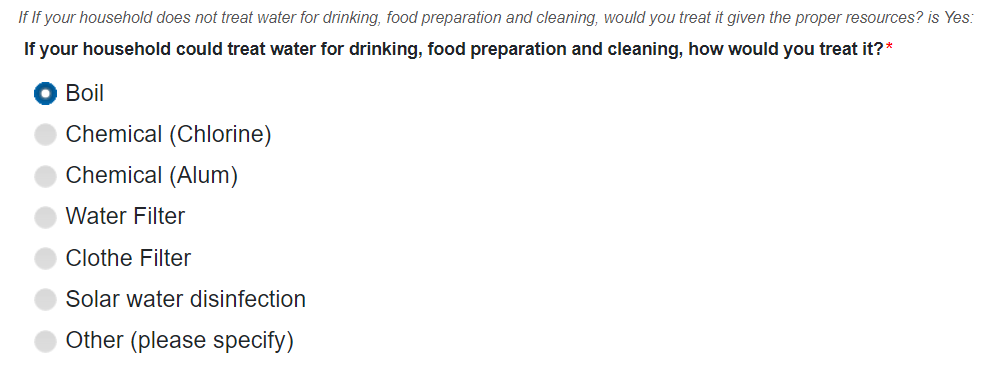 If If your household does not treat water for drinking, food preparation and cleaning, would you treat it given the proper resources? is Yes:
If your household could treat water for drinking, food preparation and cleaning, how would you treat it?*
Boil
Chemical (Chlorine)
Chemical (Alum)
Water Filter
Clothe Filter
Solar water disinfection
Other (please specify)